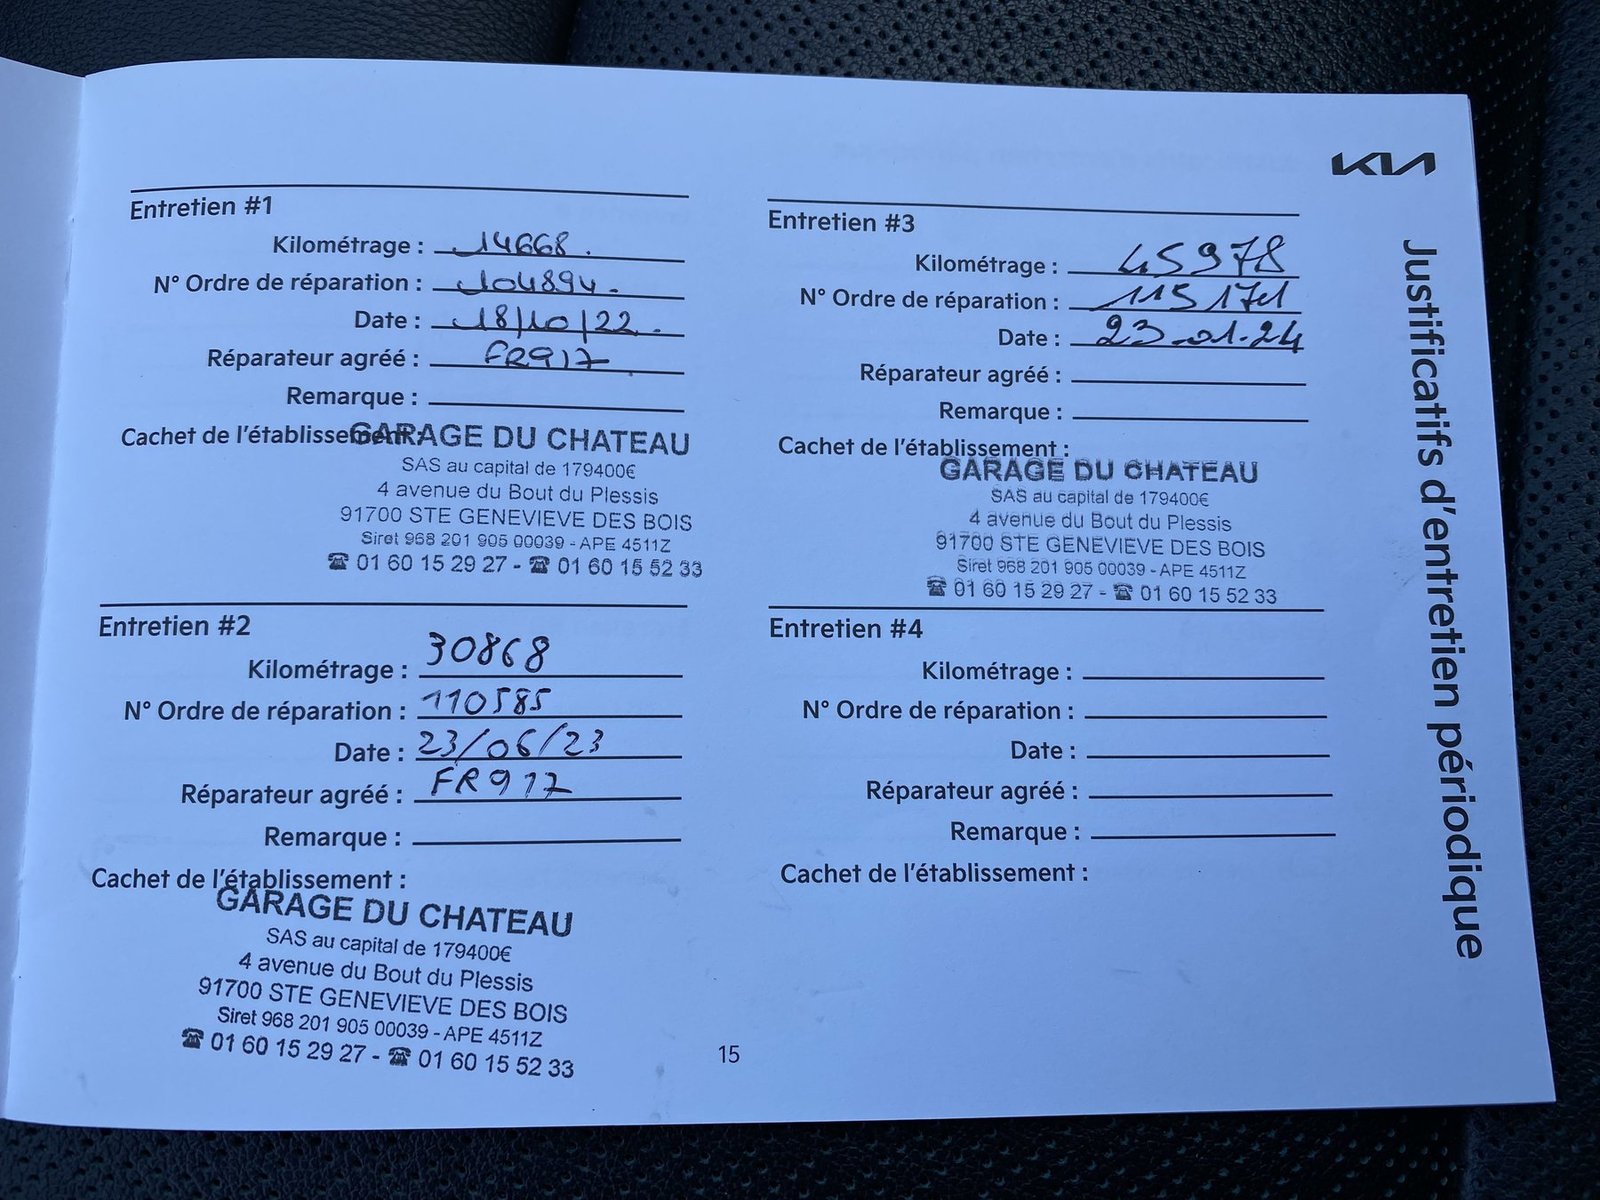 KIA
Justificatifs d'entretien périodique
Entretien #1
Kilométrage : 14668.
N° Ordre de réparation : 104894.
Date : 18/10/22.
Réparateur agréé : FR917
Remarque :
Cachet de l'établissement :
GARAGE DU CHATEAU
SAS au capital de 179400€
4 avenue du Bout du Plessis
91700 STE GENEVIEVE DES BOIS
Siret 968 201 905 00039 - APE 4511Z
☎ 01 60 15 29 27 - ☎ 01 60 15 52 33
Entretien #2
Kilométrage : 30868
N° Ordre de réparation : 110585
Date : 23/06/23
Réparateur agréé : FR917
Remarque :
Cachet de l'établissement :
GARAGE DU CHATEAU
SAS au capital de 179400€
4 avenue du Bout du Plessis
91700 STE GENEVIEVE DES BOIS
Siret 968 201 905 00039 - APE 4511Z
☎ 01 60 15 29 27 - ☎ 01 60 15 52 33
Entretien #3
Kilométrage : 45978
N° Ordre de réparation :
Date : 23.01.24
Réparateur agréé :
Remarque :
Cachet de l'établissement :
GARAGE DU CHATEAU
SAS au capital de 179400€
4 avenue du Bout du Plessis
91700 STE GENEVIEVE DES BOIS
Siret 968 201 905 00039 - APE 4511Z
☎ 01 60 15 29 27 - ☎ 01 60 15 52 33
Entretien #4
Kilométrage :
N° Ordre de réparation :
Date :
Réparateur agréé :
Remarque :
Cachet de l'établissement :
15